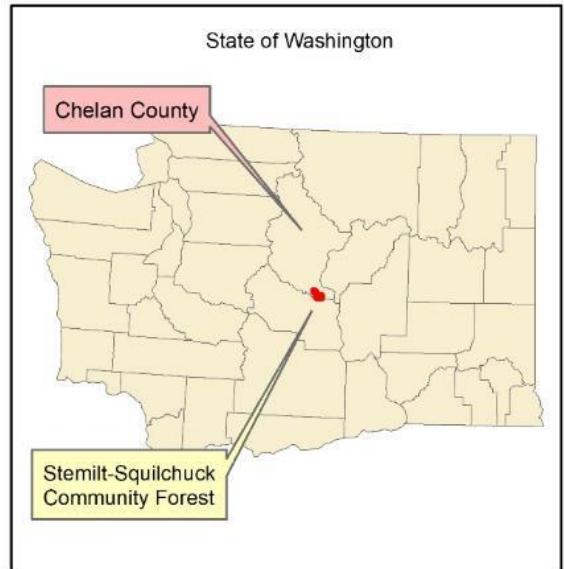 State of Washington
Chelan County
Stemilt-Squilchuck
Community Forest